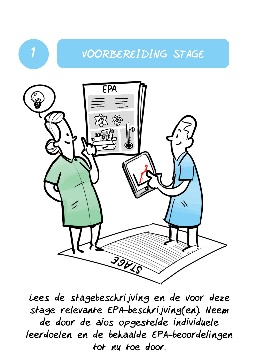 1
VOORBEREIDING STAGE
EPA
STAGE
Lees de stagebeschrijving en de voor deze
stage relevante EPA-beschrijving(en). Neem
de door de aios opgestelde individuele
leerdoelen en de behaalde EPA-beoordelingen
tot nu toe door.